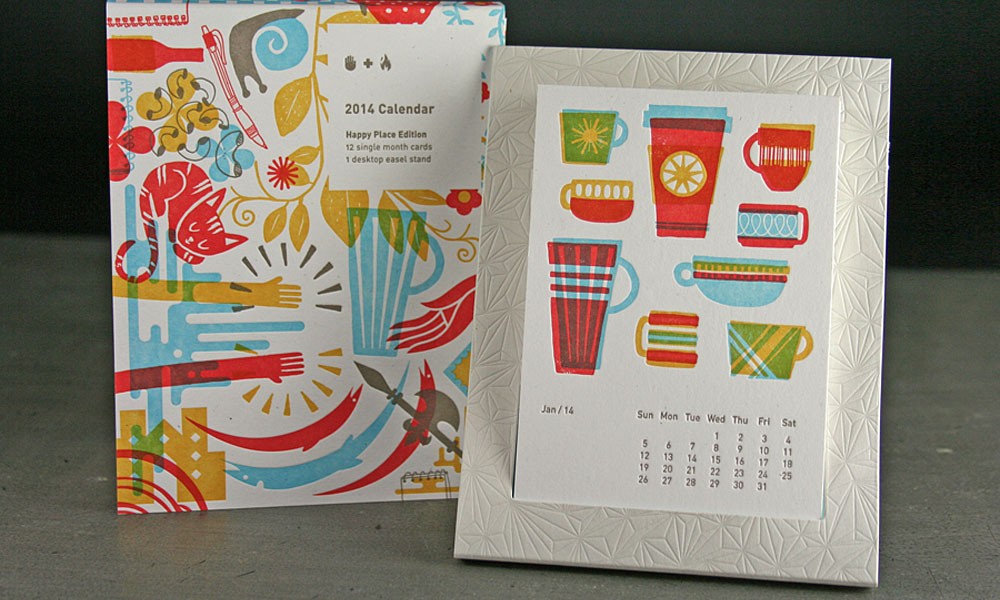 2014 Calendar
Happy Place Edition
12 single month cards
1 desktop easel stand
Jan / 14
Sun Mon Tue Wed Thu Fri Sat
1 2 3 4
5 6 7 8 9 10 11
12 13 14 15 16 17 18
19 20 21 22 23 24 25
26 27 28 29 30 31